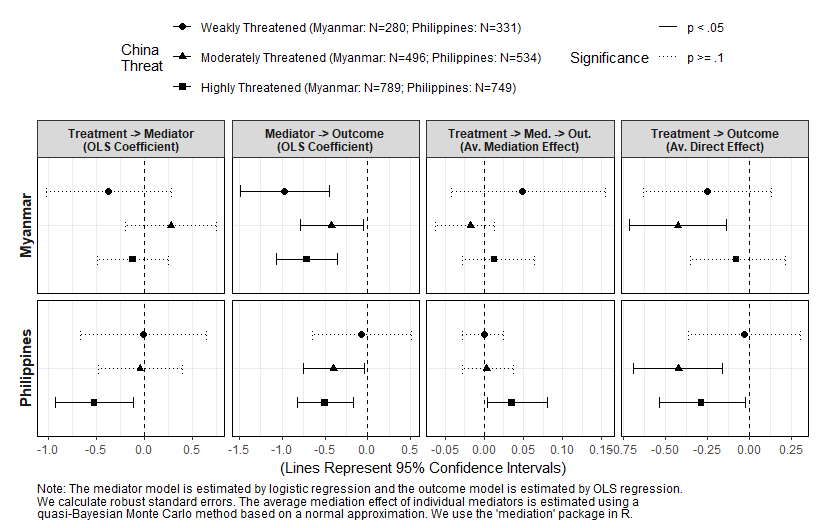 China
Threat
Weakly Threatened (Myanmar: N=280; Philippines: N=331)
Moderately Threatened (Myanmar: N=496; Philippines: N=534)
Highly Threatened (Myanmar: N=789; Philippines: N=749)
Significance
p < .05
p >= .1
Treatment -> Mediator
(OLS Coefficient)
Mediator -> Outcome
(OLS Coefficient)
Treatment -> Med. -> Out.
(Av. Mediation Effect)
Treatment -> Outcome
(Av. Direct Effect)
Myanmar
Philippines
-1.0 -0.5 0.0 0.5
-1.5 -1.0 -0.5 0.0 0.5
-0.05 0.00 0.05 0.10 0.15
0.75 -0.50 -0.25 0.00 0.25
(Lines Represent 95% Confidence Intervals)
Note: The mediator model is estimated by logistic regression and the outcome model is estimated by OLS regression.
We calculate robust standard errors. The average mediation effect of individual mediators is estimated using a
quasi-Bayesian Monte Carlo method based on a normal approximation. We use the 'mediation' package in R.